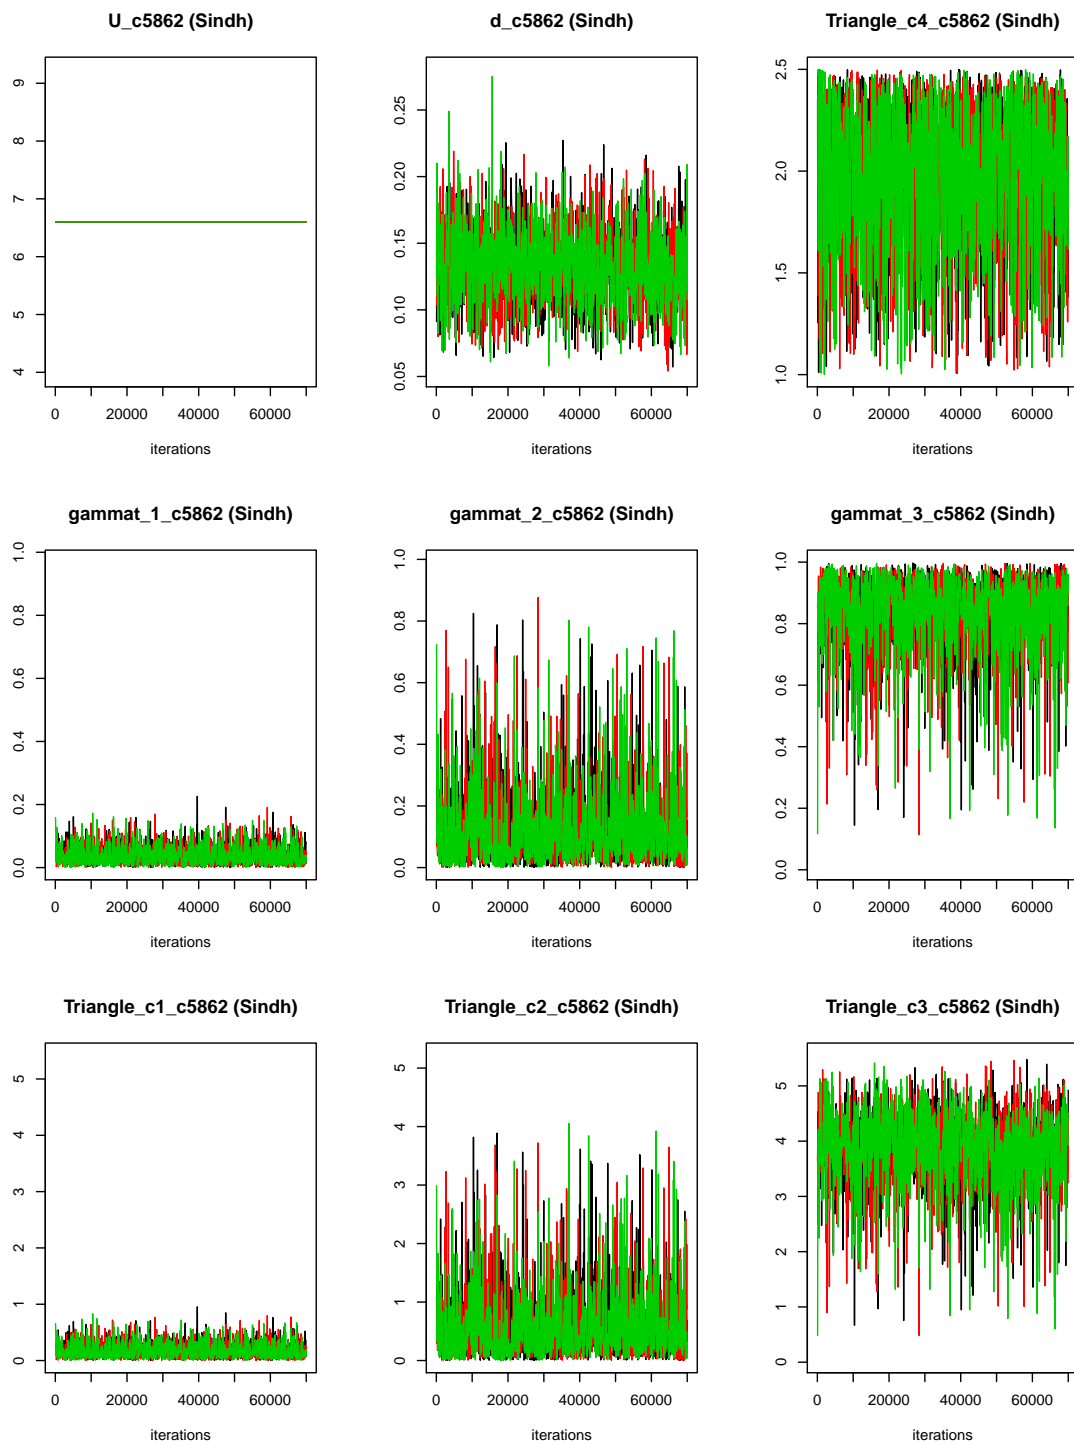 U_c5862 (Sindh)
d_c5862 (Sindh)
Triangle_c4_c5862 (Sindh)
4 5 6 7 8 9
0 20000 40000 60000
iterations
0.05 0.10 0.15 0.20 0.25
0 20000 40000 60000
iterations
1.0 1.5 2.0 2.5
0 20000 40000 60000
iterations
gammat_1_c5862 (Sindh)
gammat_2_c5862 (Sindh)
gammat_3_c5862 (Sindh)
0.0 0.2 0.4 0.6 0.8 1.0
0 20000 40000 60000
iterations
0.0 0.2 0.4 0.6 0.8 1.0
0 20000 40000 60000
iterations
0.0 0.2 0.4 0.6 0.8 1.0
0 20000 40000 60000
iterations
Triangle_c1_c5862 (Sindh)
Triangle_c2_c5862 (Sindh)
Triangle_c3_c5862 (Sindh)
0 1 2 3 4 5
0 20000 40000 60000
iterations
0 1 2 3 4 5
0 20000 40000 60000
iterations
0 1 2 3 4 5
0 20000 40000 60000
iterations